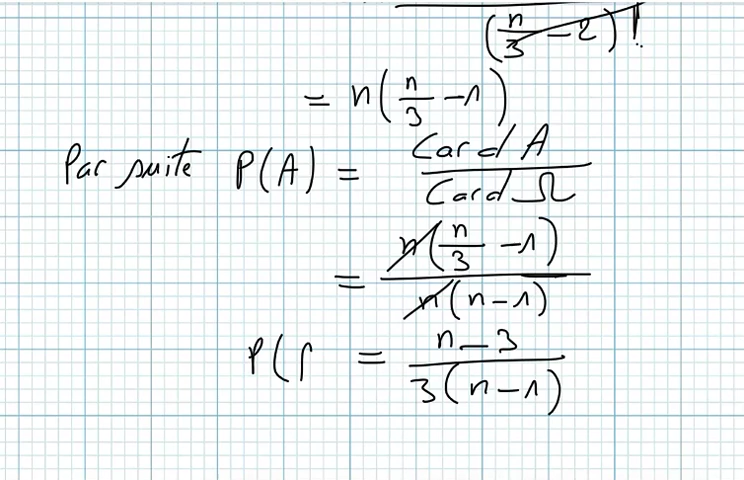 (n/3 - 2)!
= n(n/3 - 1)
Par suite P(A) = Card A / Card Ω
= n(n/3 - 1) / n(n - 1)
P( = n - 3 / 3(n - 1)